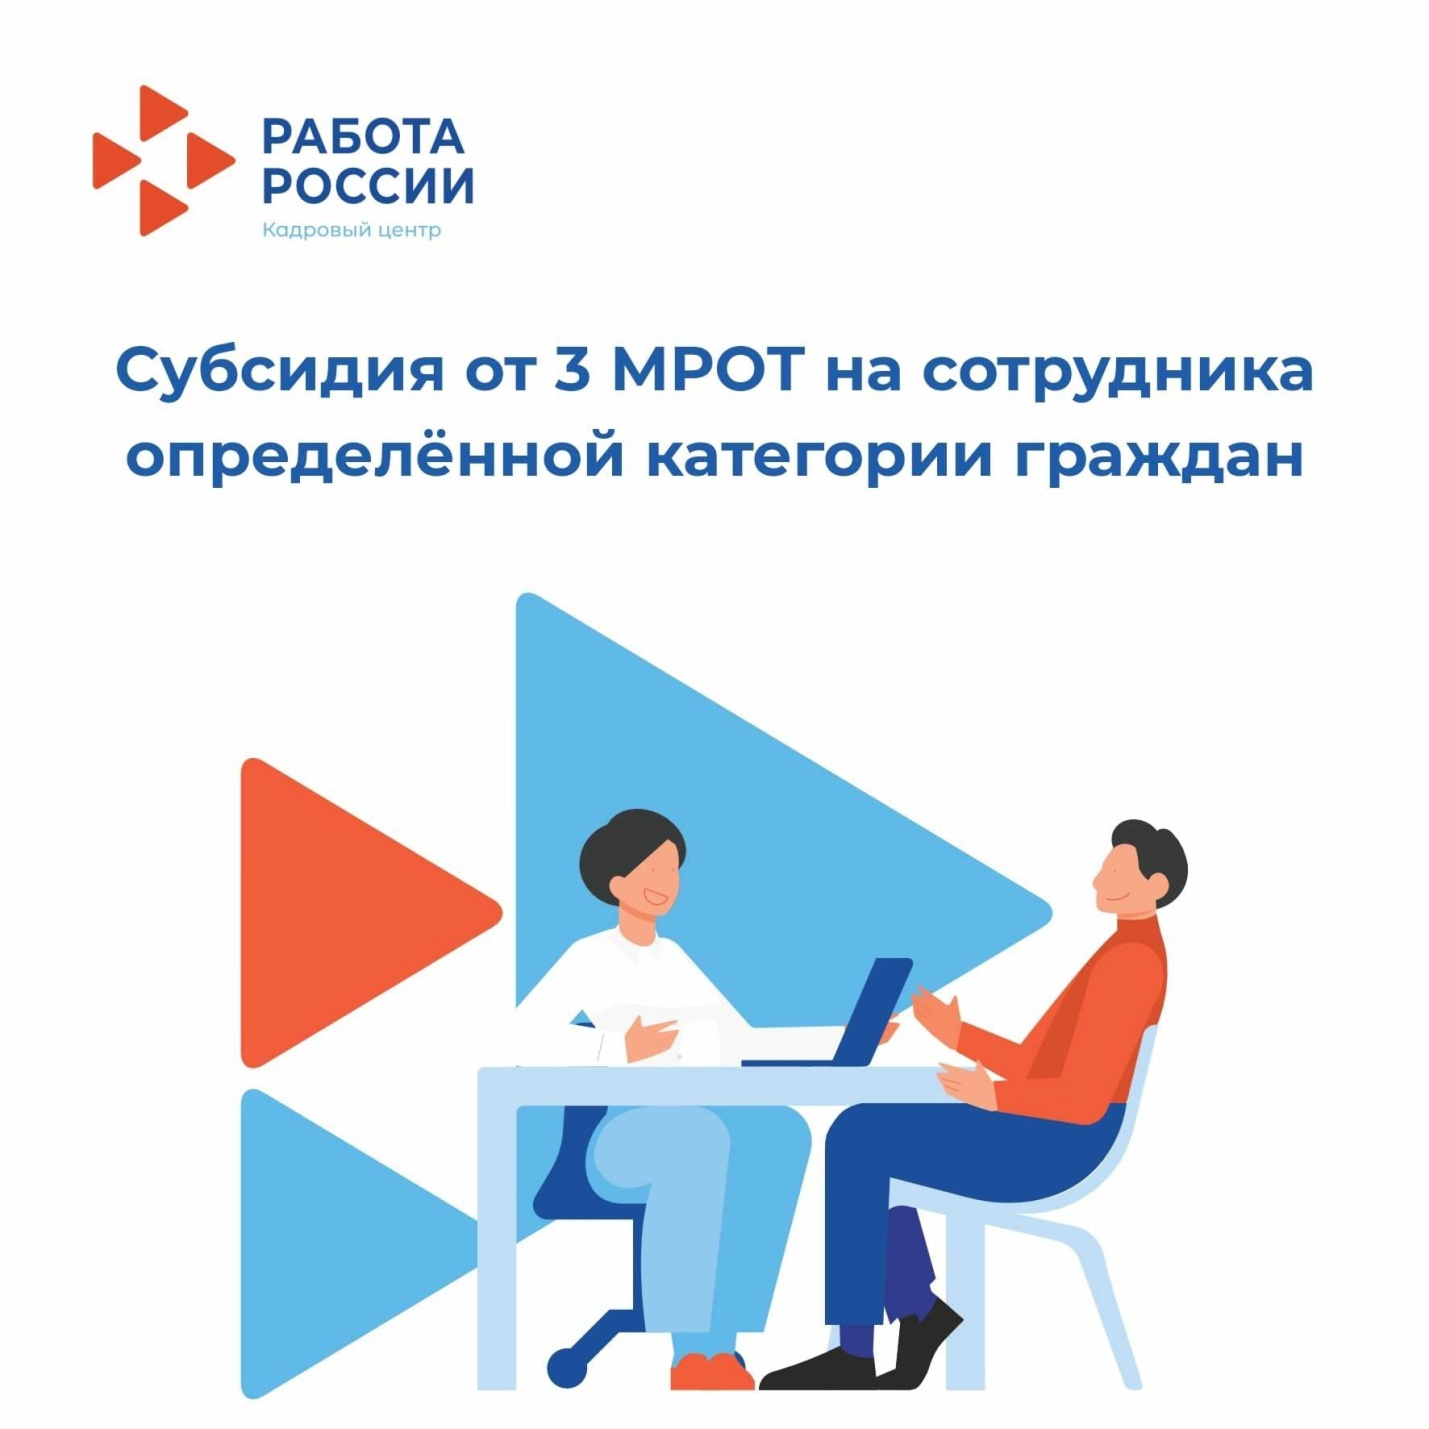 РАБОТА
РОССИИ
Кадровый центр
Субсидия от 3 МРОТ на сотрудника
определённой категории граждан